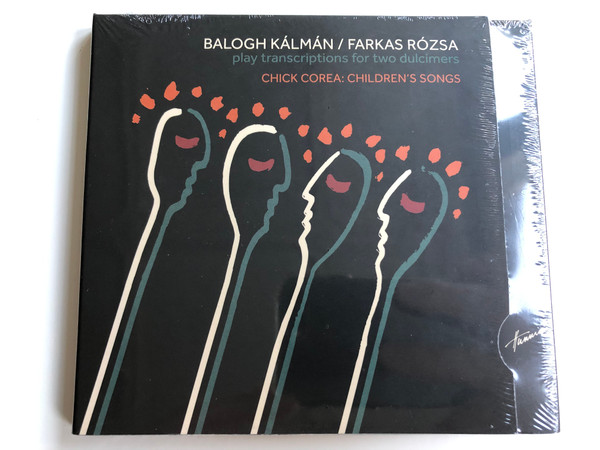 BALOGH KÁLMÁN / FARKAS RÓZSA
play transcriptions for two dulcimers
CHICK COREA: CHILDREN'S SONGS